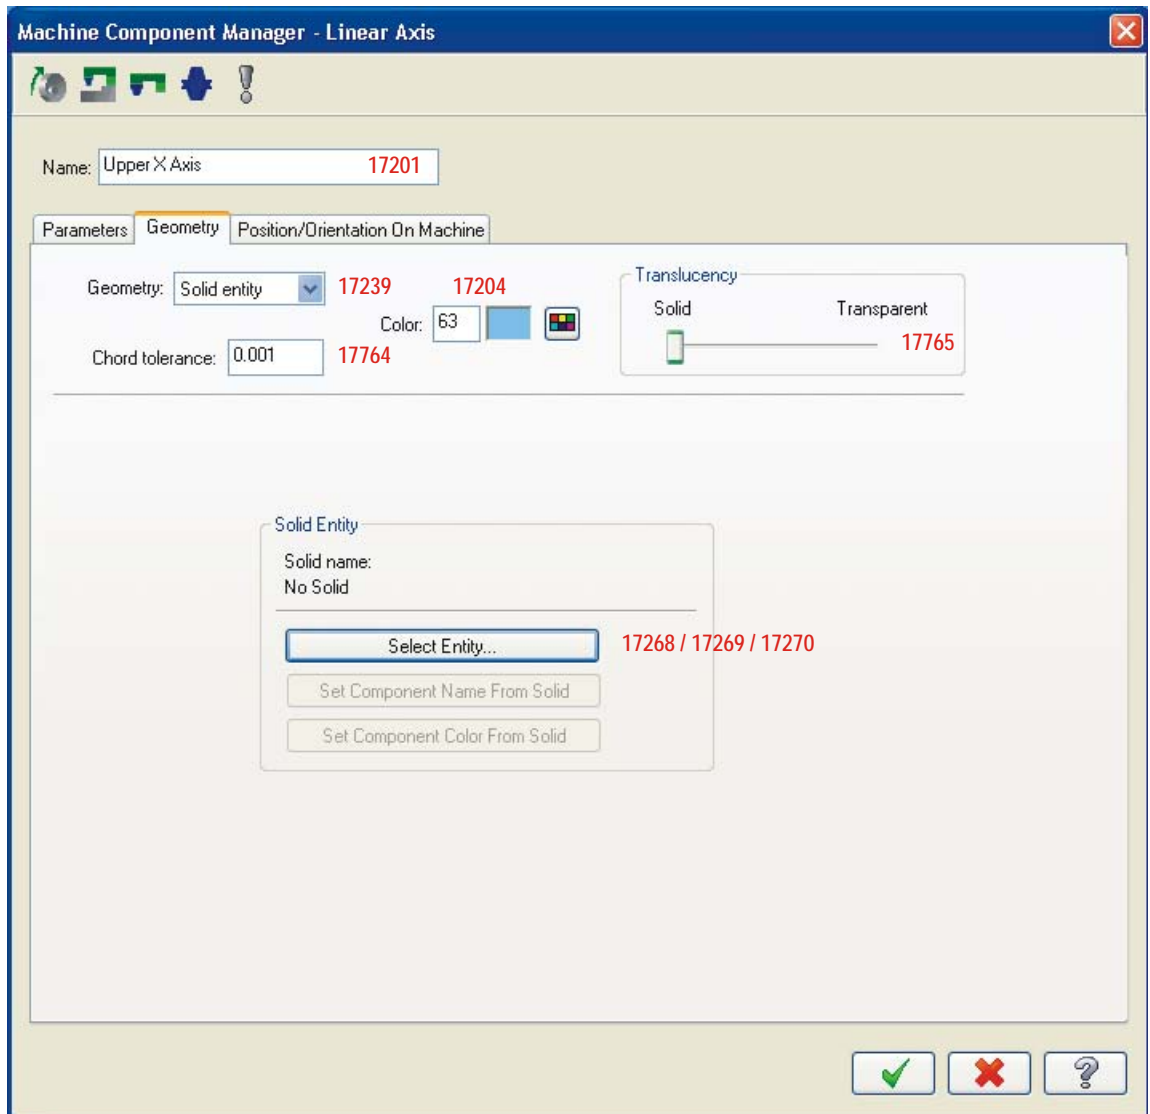 Machine Component Manager - Linear Axis
Name: Upper X Axis 17201
Parameters Geometry Position/Orientation On Machine
Geometry: Solid entity 17239 17204
Color: 63
Chord tolerance: 0.001 17764
Translucency
Solid Transparent
17765
Solid Entity
Solid name:
No Solid
Select Entity... 17268 / 17269 / 17270
Set Component Name From Solid
Set Component Color From Solid